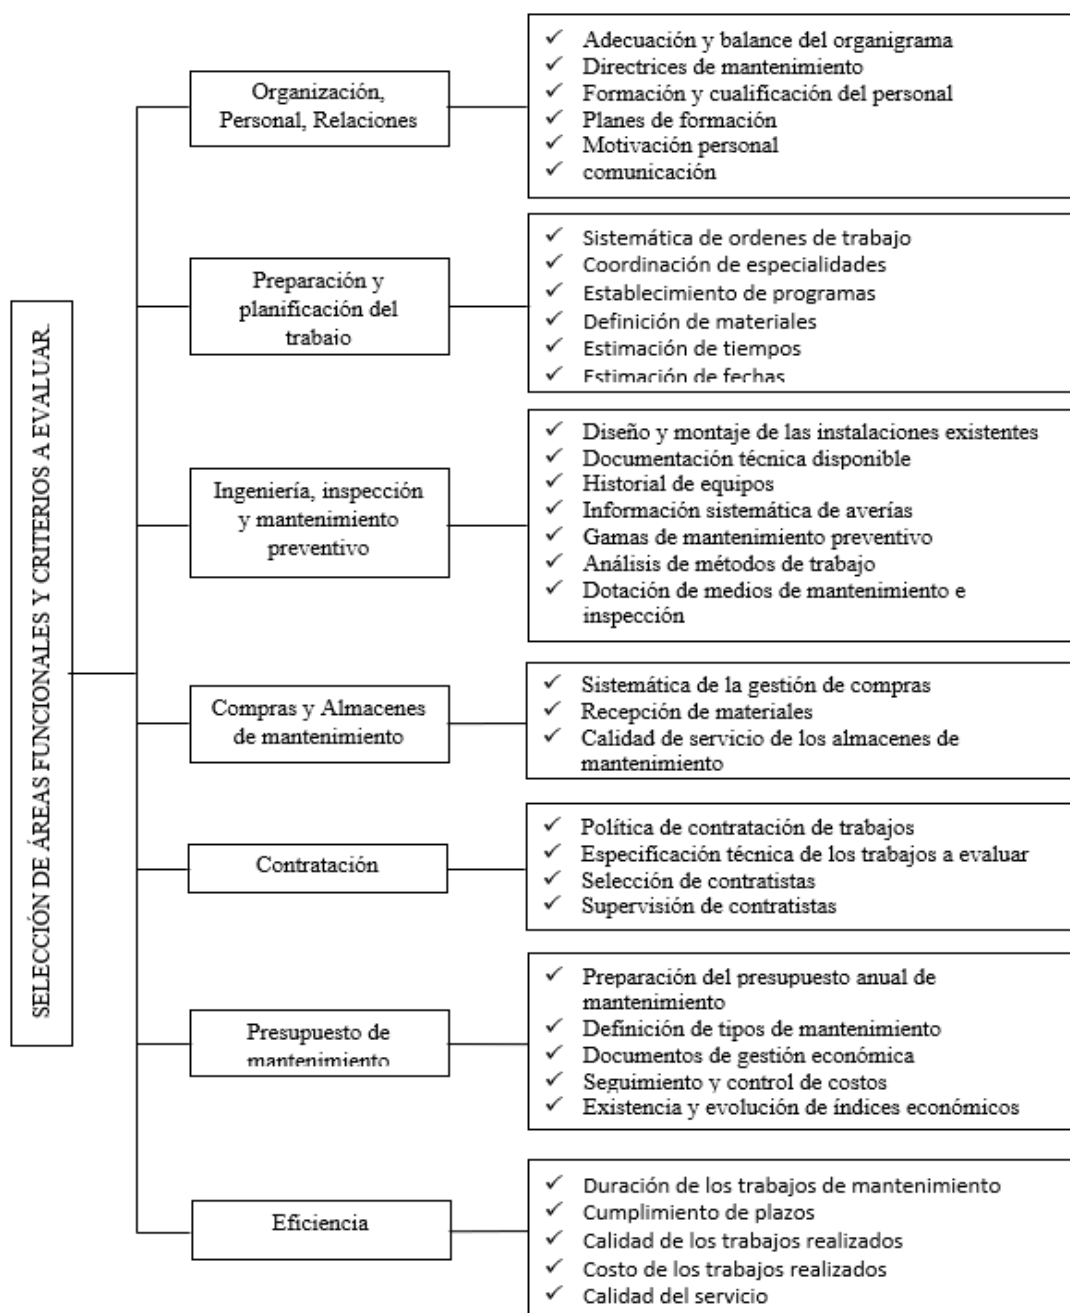 SELECCIÓN DE ÁREAS FUNCIONALES Y CRITERIOS A EVALUAR.
Organización,
Personal, Relaciones
✓ Adecuación y balance del organigrama
✓ Directrices de mantenimiento
✓ Formación y cualificación del personal
✓ Planes de formación
✓ Motivación personal
✓ comunicación
Preparación y
planificación del
trabajo
✓ Sistemática de ordenes de trabajo
✓ Coordinación de especialidades
✓ Establecimiento de programas
✓ Definición de materiales
✓ Estimación de tiempos
✓ Estimación de fechas
Ingeniería, inspección
y mantenimiento
preventivo
✓ Diseño y montaje de las instalaciones existentes
✓ Documentación técnica disponible
✓ Historial de equipos
✓ Información sistemática de averías
✓ Gamas de mantenimiento preventivo
✓ Análisis de métodos de trabajo
✓ Dotación de medios de mantenimiento e
inspección
Compras y Almacenes
de mantenimiento
✓ Sistemática de la gestión de compras
✓ Recepción de materiales
✓ Calidad de servicio de los almacenes de
mantenimiento
Contratación
✓ Política de contratación de trabajos
✓ Especificación técnica de los trabajos a evaluar
✓ Selección de contratistas
✓ Supervisión de contratistas
Presupuesto de
mantenimiento
✓ Preparación del presupuesto anual de
mantenimiento
✓ Definición de tipos de mantenimiento
✓ Documentos de gestión económica
✓ Seguimiento y control de costos
✓ Existencia y evolución de índices económicos
Eficiencia
✓ Duración de los trabajos de mantenimiento
✓ Cumplimiento de plazos
✓ Calidad de los trabajos realizados
✓ Costo de los trabajos realizados
✓ Calidad del servicio